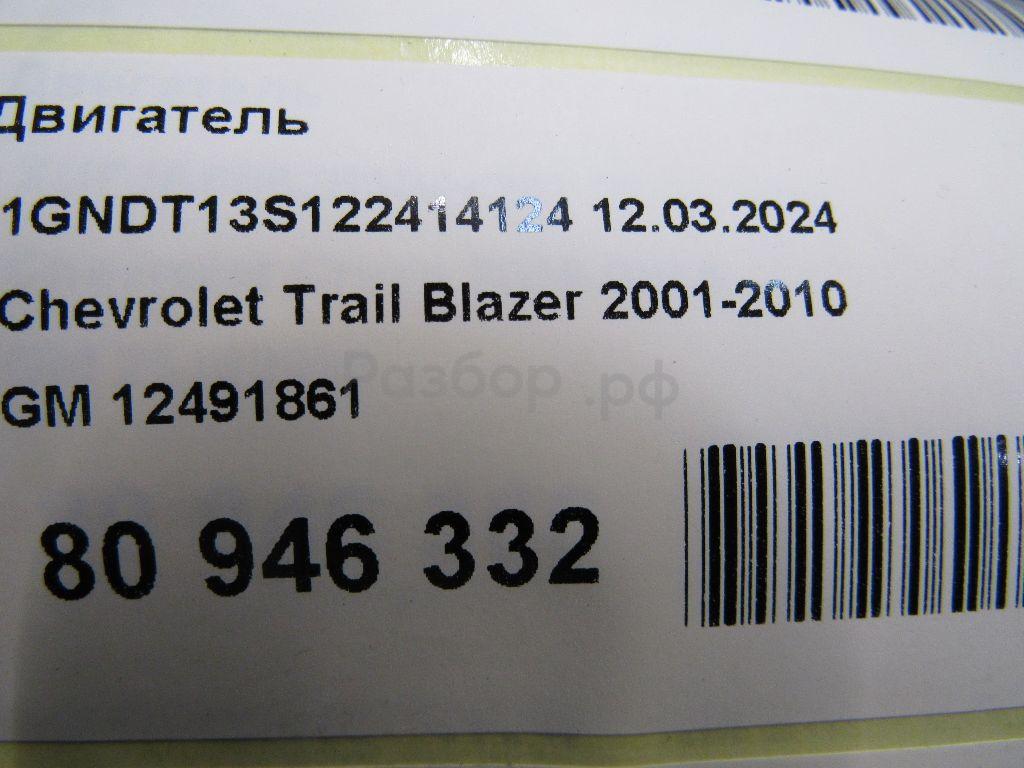 Двигатель
1GNDT13S122414124 12.03.2024
Chevrolet Trail Blazer 2001-2010
Разбор.рф
GM 12491861
80 946 332